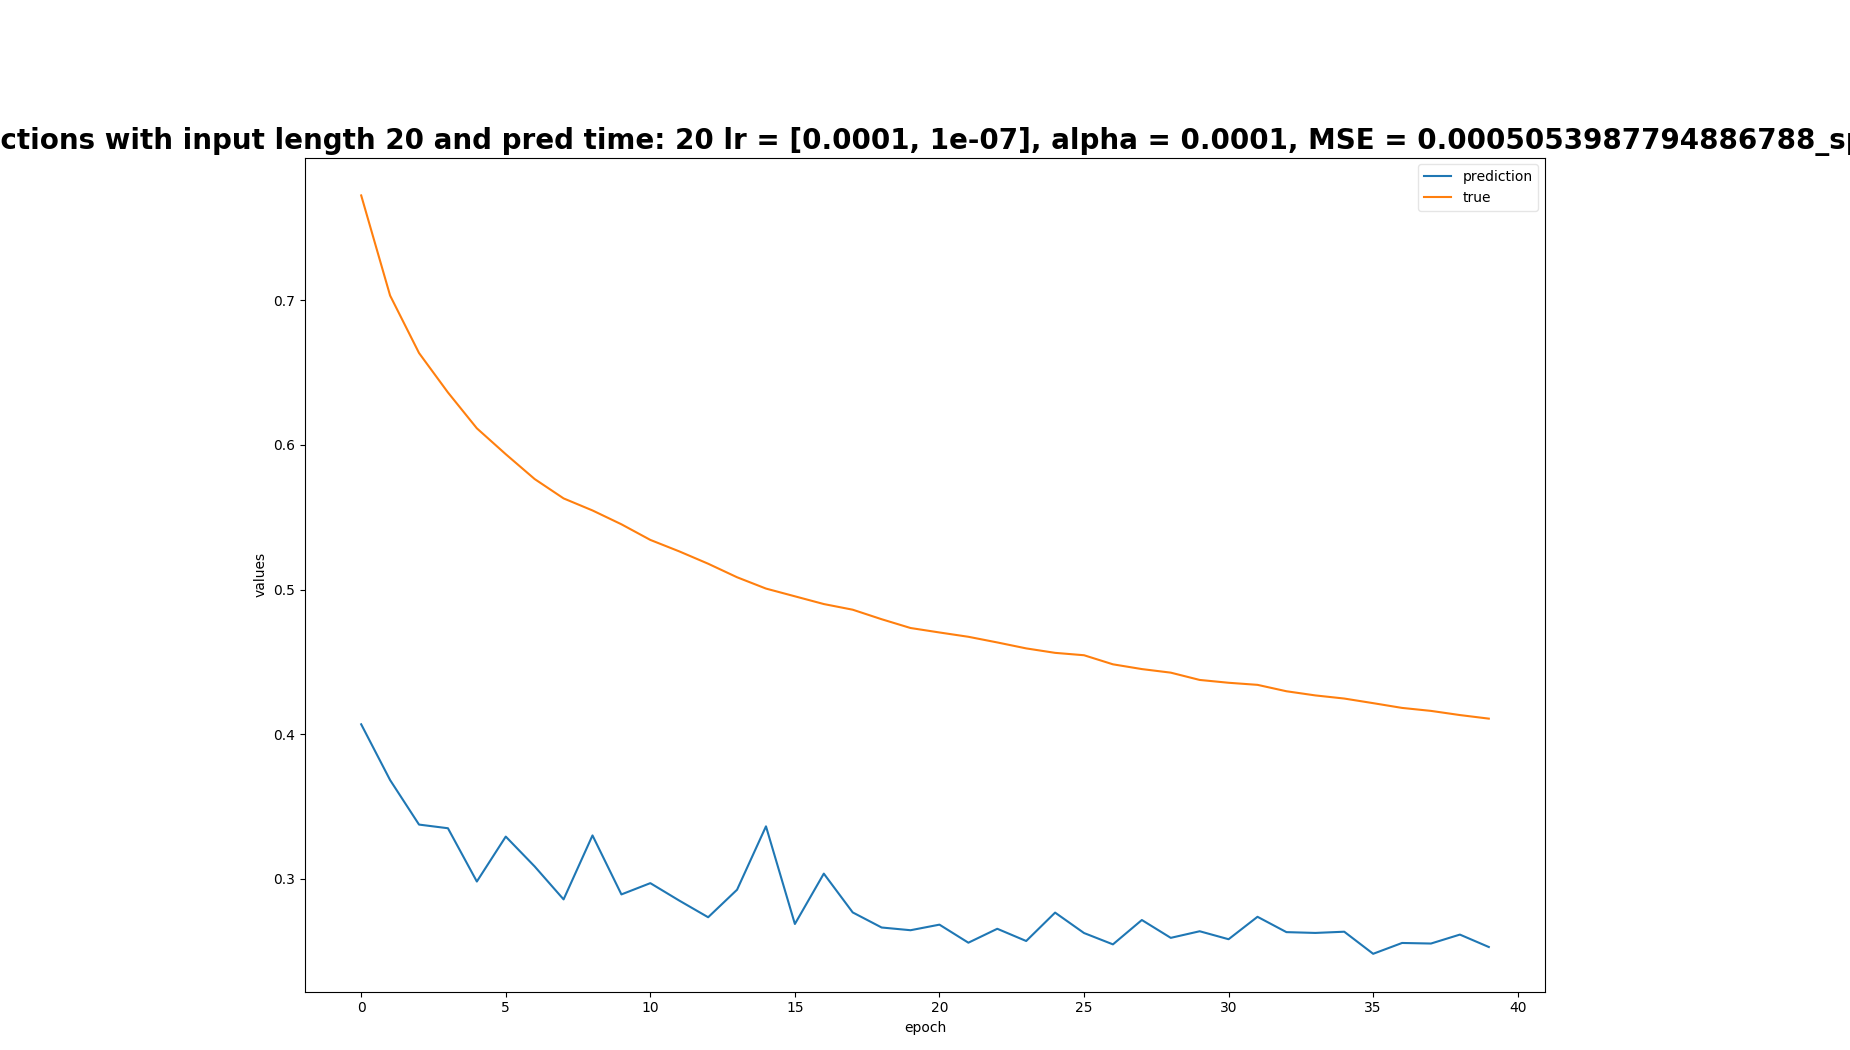 ctions with input length 20 and pred time: 20 lr = [0.0001, 1e-07], alpha = 0.0001, MSE = 0.0005053987794886788_sp
prediction
true
0.7
0.6
0.5
0.4
0.3
values
0 5 10 15 20 25 30 35 40
epoch